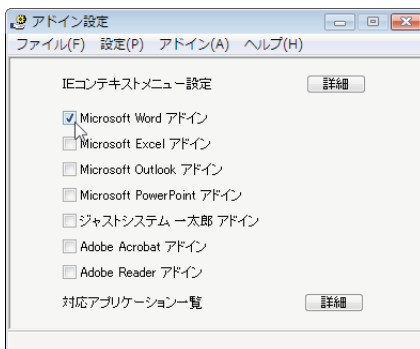 アドイン設定
ファイル(F) 設定(P) アドイン(A) ヘルプ(H)
IEコンテキストメニュー設定 詳細
Microsoft Word アドイン
Microsoft Excel アドイン
Microsoft Outlook アドイン
Microsoft PowerPoint アドイン
ジャストシステム 一太郎 アドイン
Adobe Acrobat アドイン
Adobe Reader アドイン
対応アプリケーション一覧 詳細